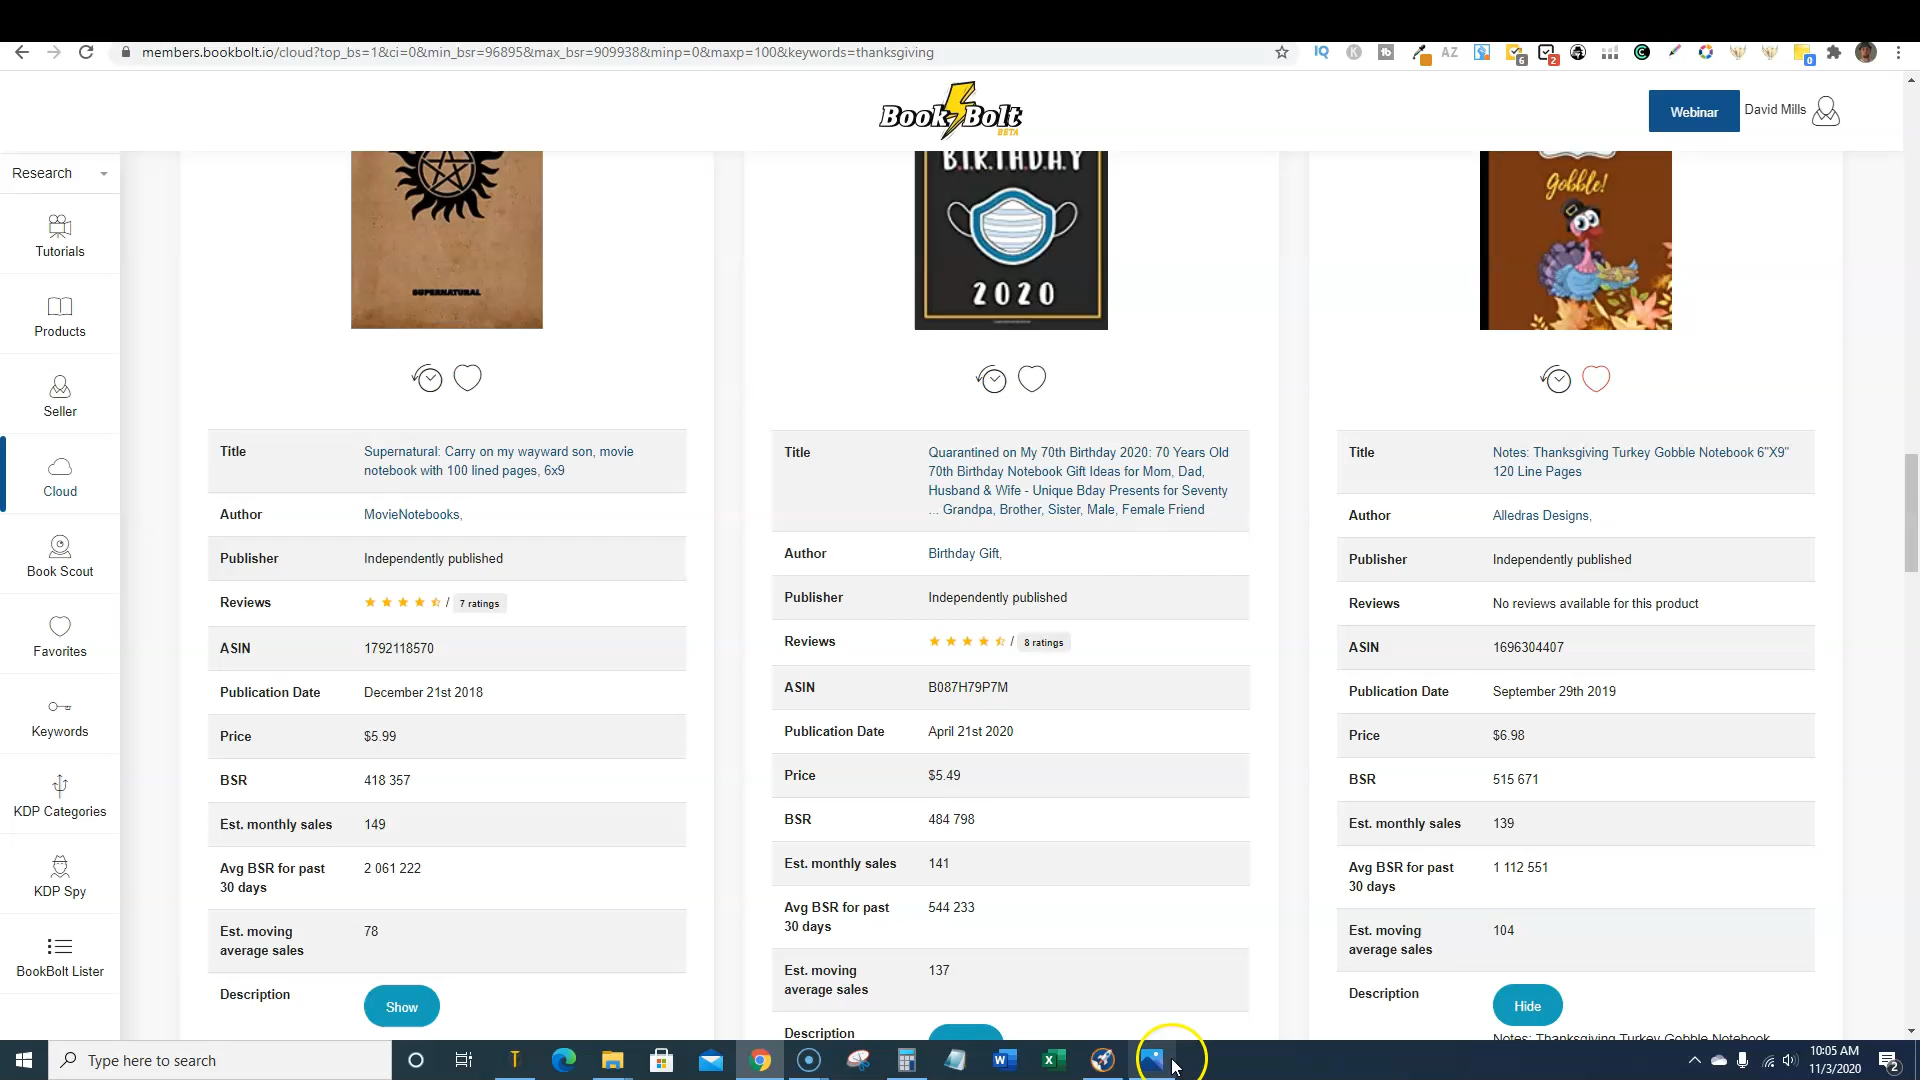 members.bookbolt.io/cloud?top_bs=1&ci=0&min_bsr=96895&max_bsr=909938&minp=0&maxp=100&keywords=thanksgiving
Book Bolt
BETA
Webinar
David Mills
Research
Tutorials
Products
Seller
Cloud
Book Scout
Favorites
Keywords
KDP Categories
KDP Spy
BookBolt Lister
SUPERNATURAL
Title
Supernatural: Carry on my wayward son, movie
notebook with 100 lined pages, 6x9
Author
MovieNotebooks,
Publisher
Independently published
Reviews
/ 7 ratings
ASIN
1792118570
Publication Date
December 21st 2018
Price
$5.99
BSR
418 357
Est. monthly sales
149
Avg BSR for past
30 days
2 061 222
Est. moving
average sales
78
Description
Show
B.I.R.T.H.D.A.Y
2020
Title
Quarantined on My 70th Birthday 2020: 70 Years Old
70th Birthday Notebook Gift Ideas for Mom, Dad,
Husband & Wife - Unique Bday Presents for Seventy
... Grandpa, Brother, Sister, Male, Female Friend
Author
Birthday Gift,
Publisher
Independently published
Reviews
/ 8 ratings
ASIN
B087H79P7M
Publication Date
April 21st 2020
Price
$5.49
BSR
484 798
Est. monthly sales
141
Avg BSR for past
30 days
544 233
Est. moving
average sales
137
Description
gobble!
Title
Notes: Thanksgiving Turkey Gobble Notebook 6"X9"
120 Line Pages
Author
Alledras Designs,
Publisher
Independently published
Reviews
No reviews available for this product
ASIN
1696304407
Publication Date
September 29th 2019
Price
$6.98
BSR
515 671
Est. monthly sales
139
Avg BSR for past
30 days
1 112 551
Est. moving
average sales
104
Description
Hide
Notes: Thanksgiving Turkey Gobble Notebook
Type here to search
10:05 AM
11/3/2020
2